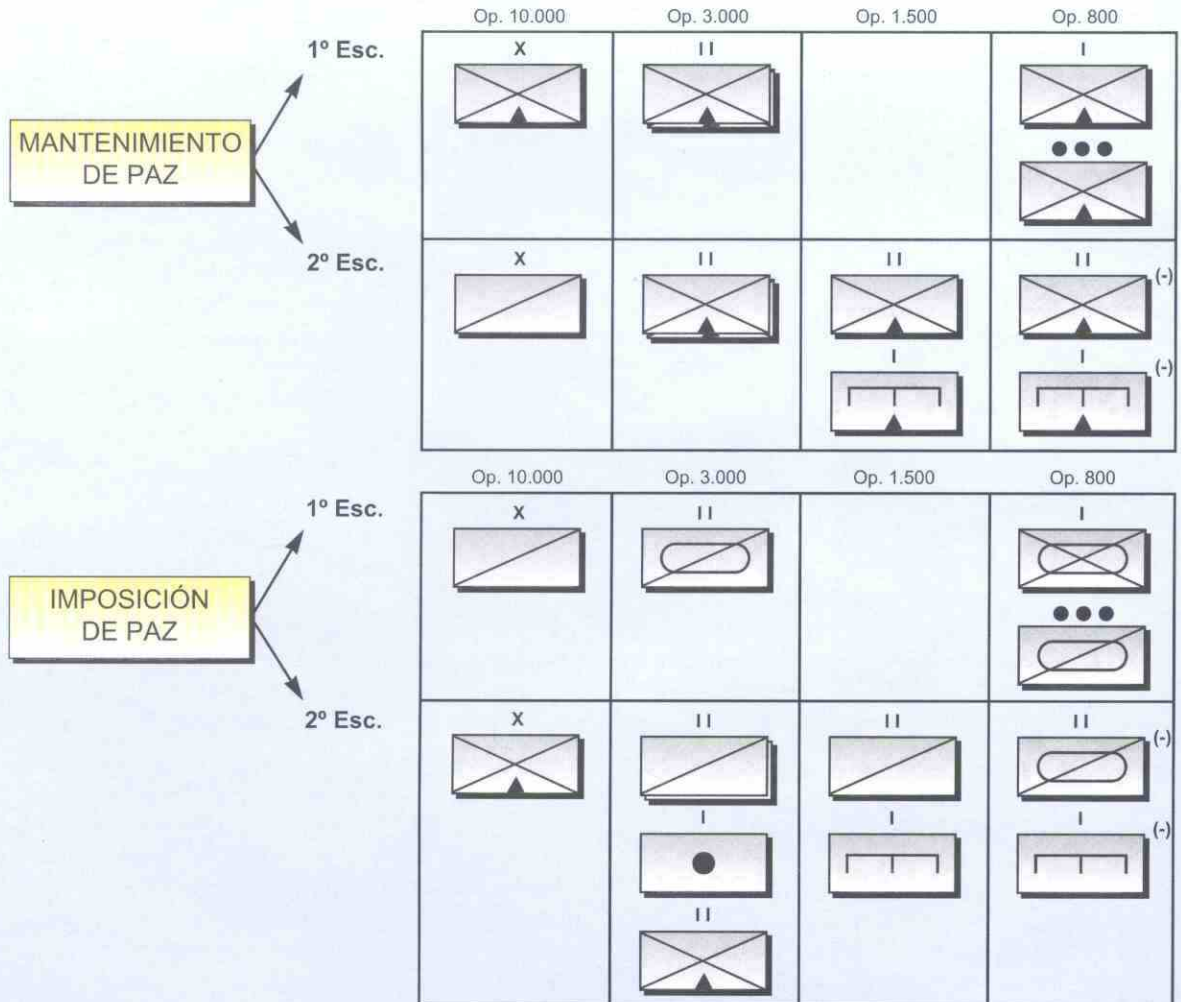 Op. 10.000 Op. 3.000 Op. 1.500 Op. 800
1º Esc.
X II I
MANTENIMIENTO
DE PAZ
2º Esc.
X II II II (-)
I I (-)
Op. 10.000 Op. 3.000 Op. 1.500 Op. 800
1º Esc.
X II I
IMPOSICIÓN
DE PAZ
2º Esc.
X II II II (-)
I I I (-)
II